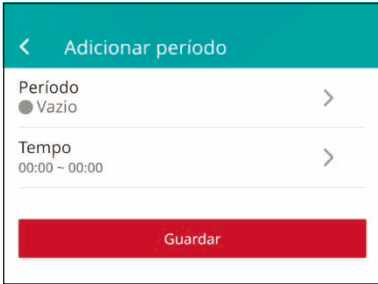 Adicionar período
Período
Vazio
Tempo
00:00 ~ 00:00
Guardar